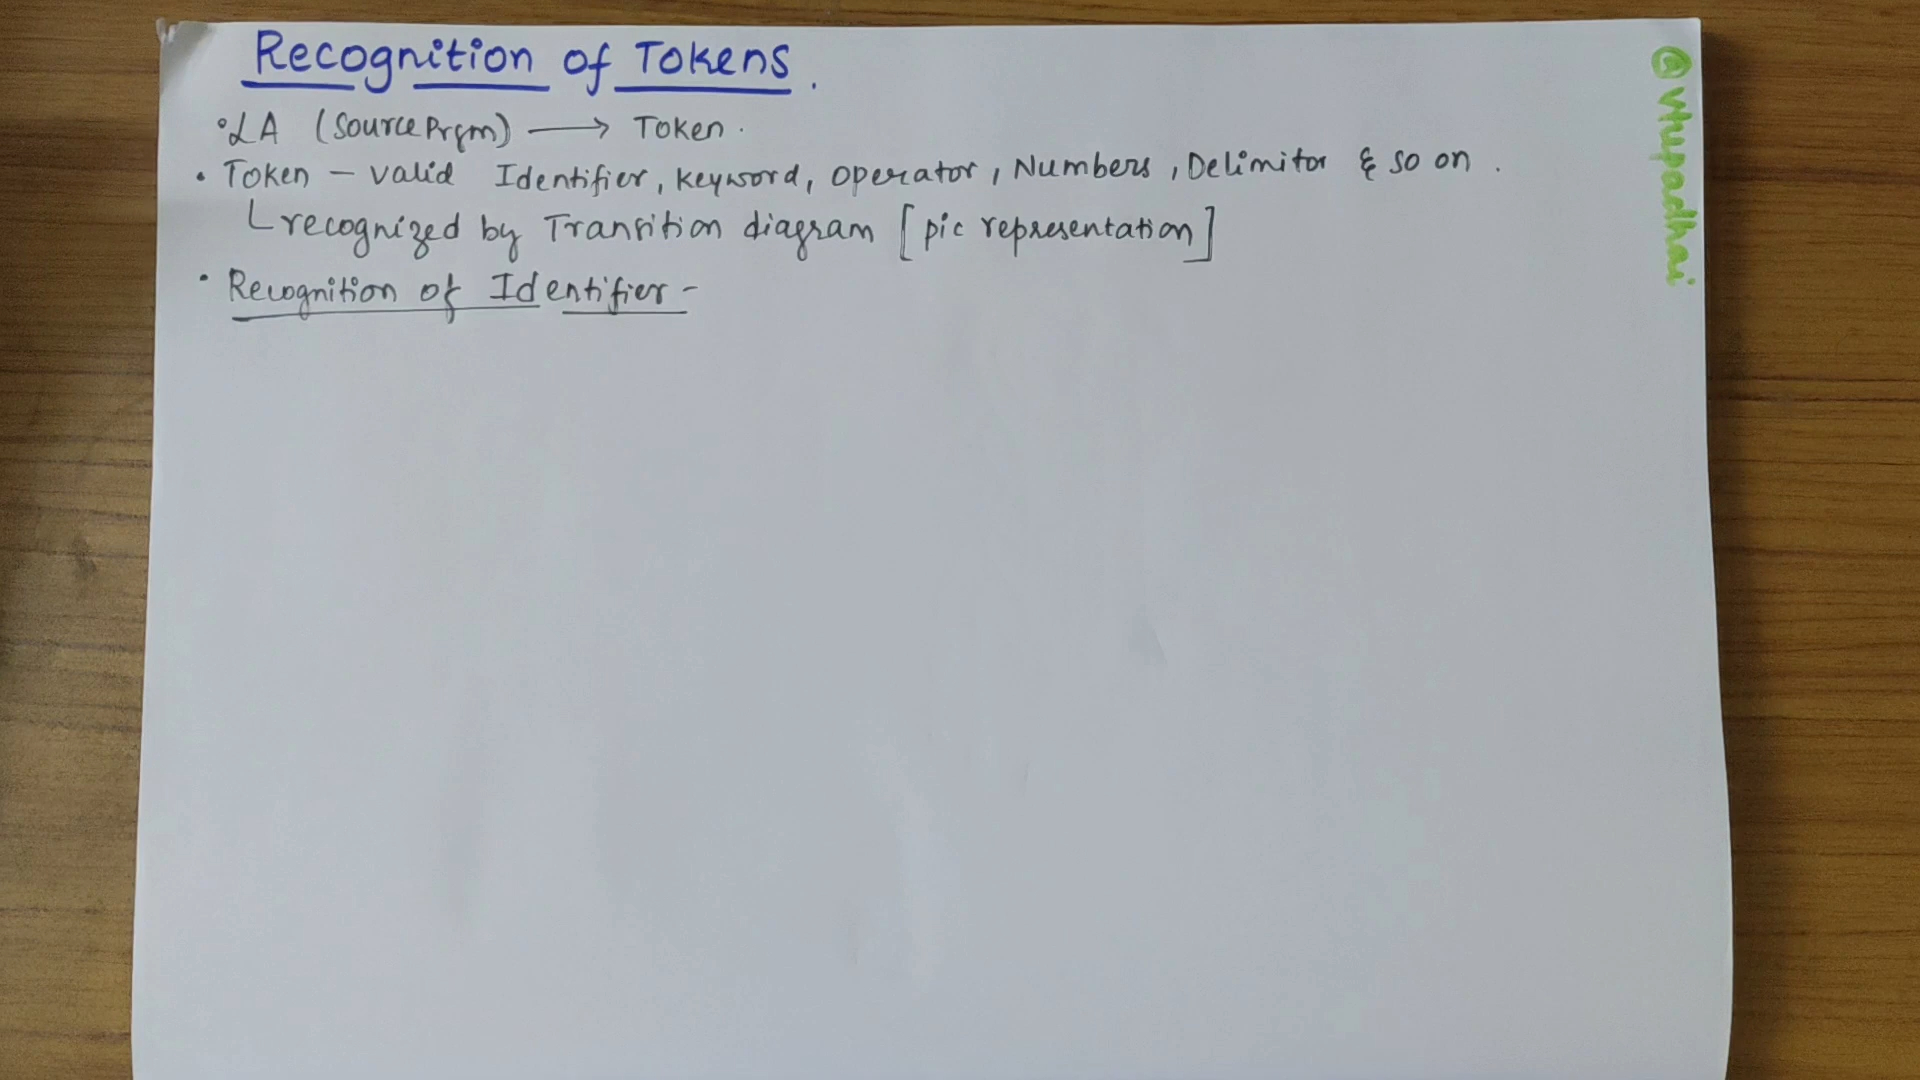 Recognition of Tokens.
• LA (Source Prgm) ⟶ Token.
• Token – valid Identifier, keyword, operator, Numbers, Delimitor & so on.
└ recognized by Transition diagram [pic representation]
• Recognition of Identifier -
@vtupadhai